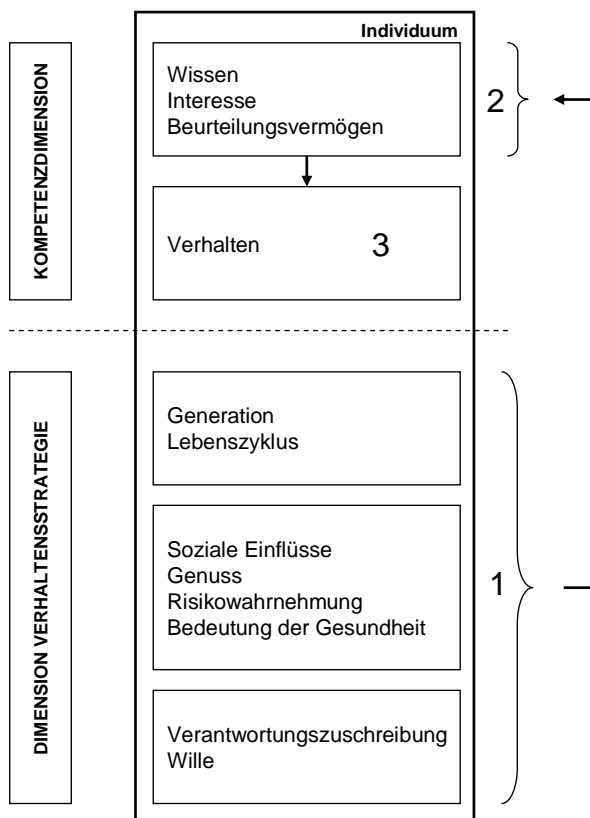 Individuum
KOMPETENZDIMENSION
Wissen
Interesse
Beurteilungsvermögen
2
Verhalten
3
DIMENSION VERHALTENSSTRATEGIE
Generation
Lebenszyklus
Soziale Einflüsse
Genuss
Risikowahrnehmung
Bedeutung der Gesundheit
1
Verantwortungszuschreibung
Wille